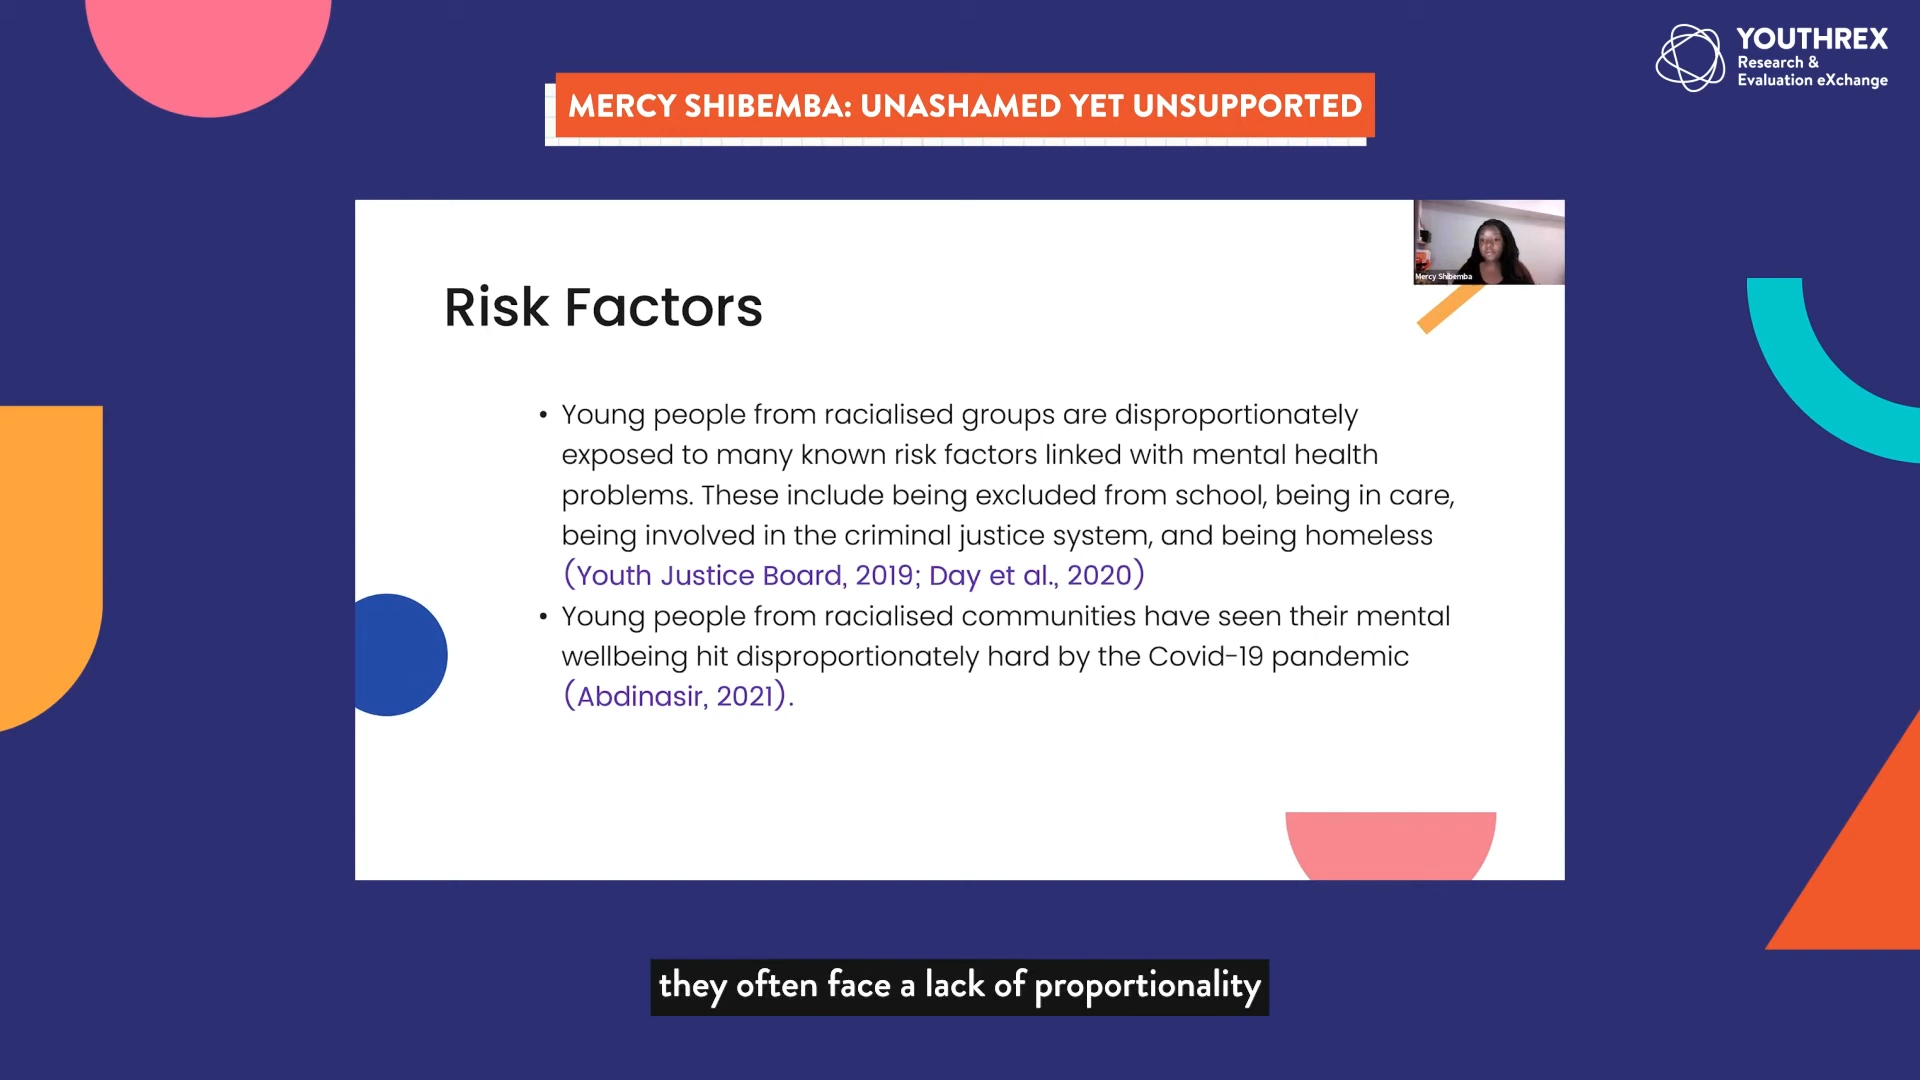 YOUTHREX
Research &
Evaluation eXchange
MERCY SHIBEMBA: UNASHAMED YET UNSUPPORTED
Mercy Shibemba
Risk Factors
• Young people from racialised groups are disproportionately
exposed to many known risk factors linked with mental health
problems. These include being excluded from school, being in care,
being involved in the criminal justice system, and being homeless
(Youth Justice Board, 2019; Day et al., 2020)
• Young people from racialised communities have seen their mental
wellbeing hit disproportionately hard by the Covid-19 pandemic
(Abdinasir, 2021).
they often face a lack of proportionality